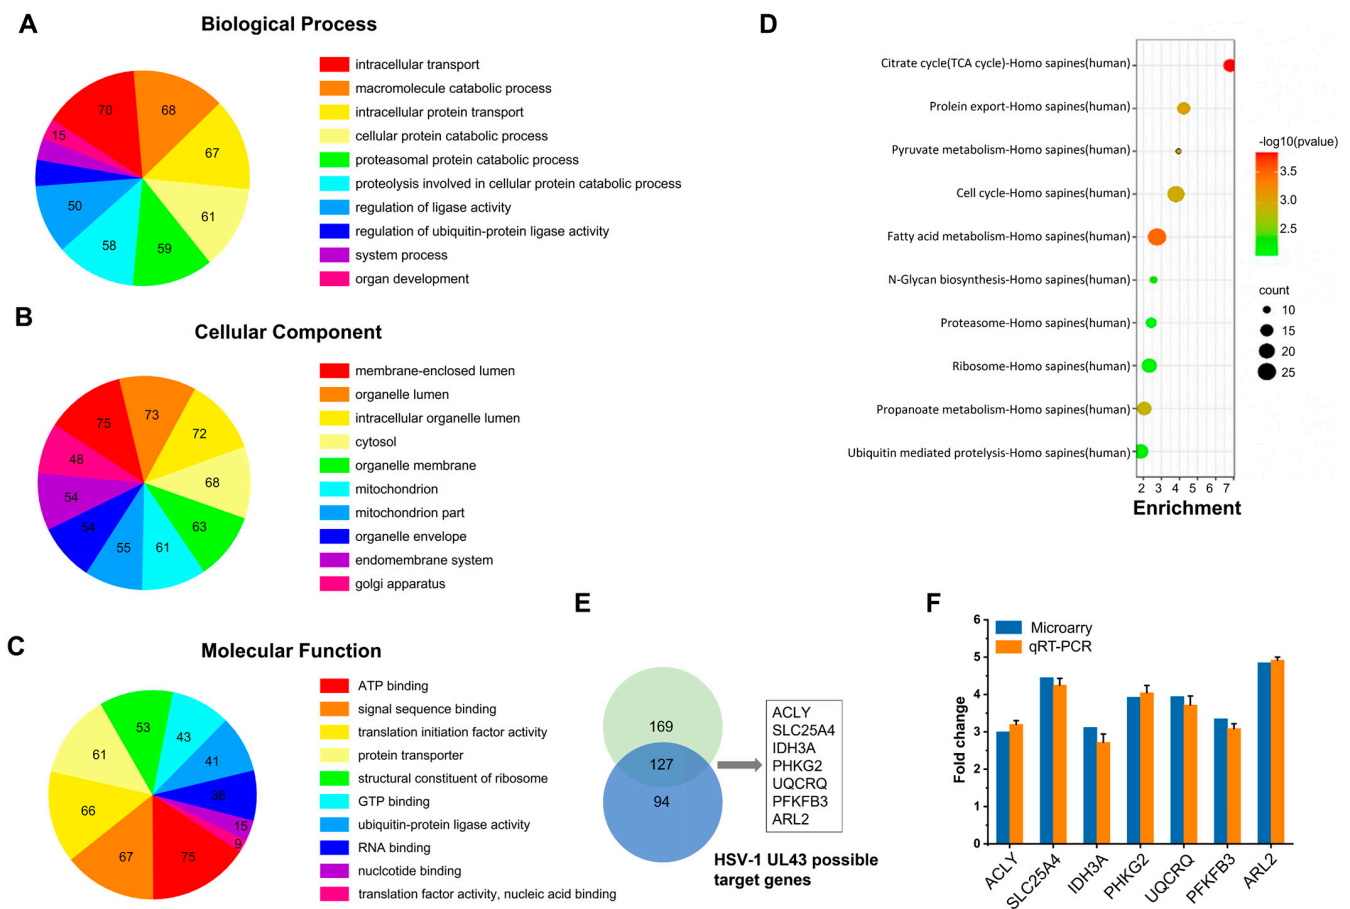 A
Biological Process
70
68
67
61
59
58
50
15
intracellular transport
macromolecule catabolic process
intracellular protein transport
cellular protein catabolic process
proteasomal protein catabolic process
proteolysis involved in cellular protein catabolic process
regulation of ligase activity
regulation of ubiquitin-protein ligase activity
system process
organ development
B
Cellular Component
75
73
72
68
63
61
55
54
54
48
membrane-enclosed lumen
organelle lumen
intracellular organelle lumen
cytosol
organelle membrane
mitochondrion
mitochondrion part
organelle envelope
endomembrane system
golgi apparatus
C
Molecular Function
53
43
41
38
15
9
75
67
66
61
ATP binding
signal sequence binding
translation initiation factor activity
protein transporter
structural constituent of ribosome
GTP binding
ubiquitin-protein ligase activity
RNA binding
nuclcotide binding
translation factor activity, nucleic acid binding
D
Citrate cycle(TCA cycle)-Homo sapines(human)
Prolein export-Homo sapines(human)
Pyruvate metabolism-Homo sapines(human)
Cell cycle-Homo sapines(human)
Fatty acid metabolism-Homo sapines(human)
N-Glycan biosynthesis-Homo sapines(human)
Proteasome-Homo sapines(human)
Ribosome-Homo sapines(human)
Propanoate metabolism-Homo sapines(human)
Ubiquitin mediated protelysis-Homo sapines(human)
2 3 4 5 6 7
Enrichment
-log10(pvalue)
3.5
3.0
2.5
count
10
15
20
25
E
169
127
94
ACLY
SLC25A4
IDH3A
PHKG2
UQCRQ
PFKFB3
ARL2
HSV-1 UL43 possible
target genes
F
Microarry
qRT-PCR
Fold change
6
5
4
3
2
1
0
ACLY
SLC25A4
IDH3A
PHKG2
UQCRQ
PFKFB3
ARL2